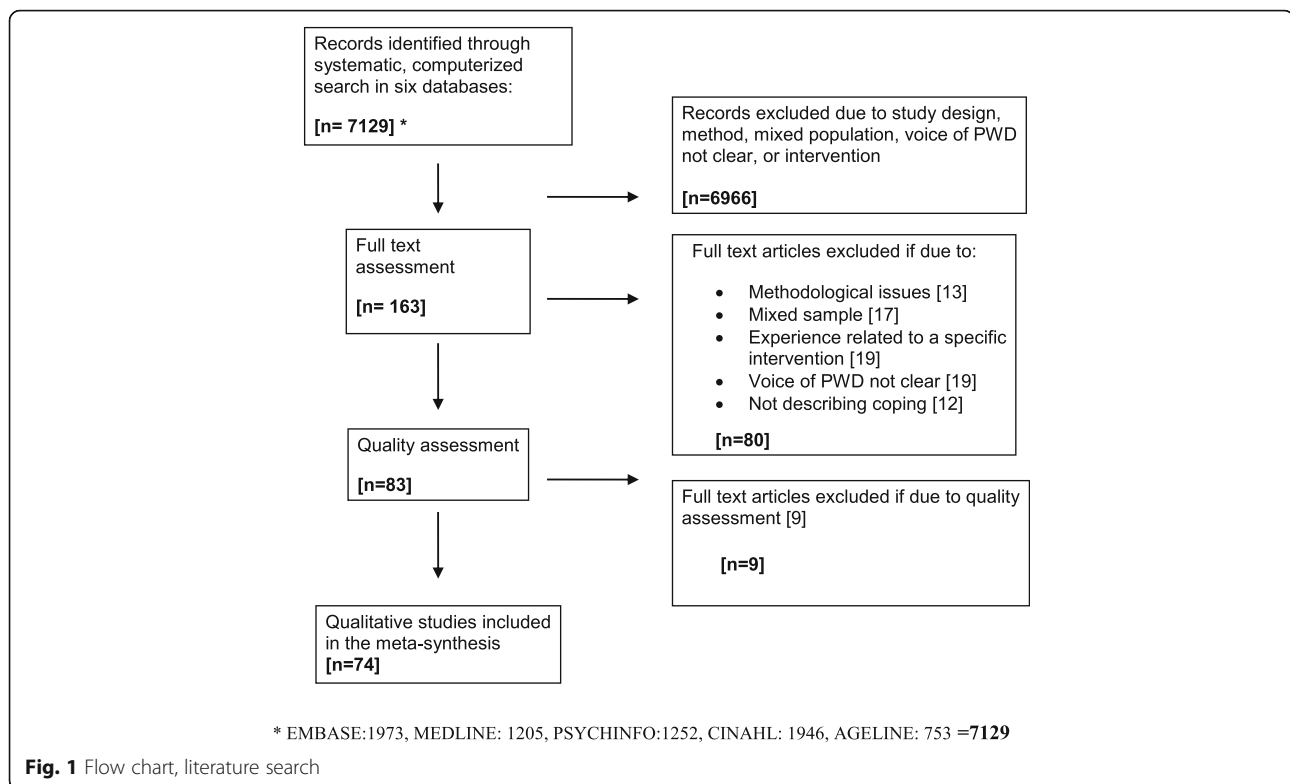 Records identified through
systematic, computerized
search in six databases:
[n= 7129] *
Records excluded due to study design,
method, mixed population, voice of PWD
not clear, or intervention
[n=6966]
Full text
assessment
[n= 163]
Full text articles excluded if due to:
• Methodological issues [13]
• Mixed sample [17]
• Experience related to a specific
intervention [19]
• Voice of PWD not clear [19]
• Not describing coping [12]
[n=80]
Quality assessment
[n=83]
Full text articles excluded if due to quality
assessment [9]
[n=9]
Qualitative studies included
in the meta-synthesis
[n=74]
* EMBASE:1973, MEDLINE: 1205, PSYCHINFO:1252, CINAHL: 1946, AGELINE: 753 =7129
Fig. 1 Flow chart, literature search